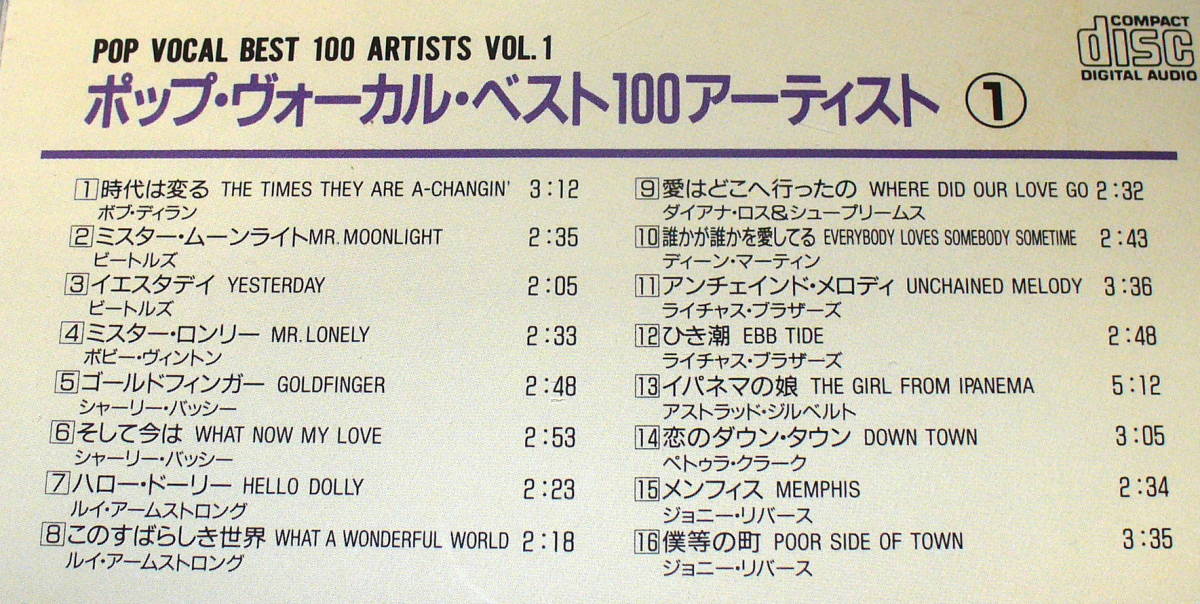 POP VOCAL BEST 100 ARTISTS VOL.1
ポップ・ヴォーカル・ベスト100アーティスト ①
COMPACT
disc
DIGITAL AUDIO
1 時代は変る THE TIMES THEY ARE A-CHANGIN' 3:12
ボブ・ディラン
2 ミスター・ムーンライト MR. MOONLIGHT 2:35
ビートルズ
3 イエスタデイ YESTERDAY 2:05
ビートルズ
4 ミスター・ロンリー MR. LONELY 2:33
ボビー・ヴィントン
5 ゴールドフィンガー GOLDFINGER 2:48
シャーリー・バッシー
6 そして今は WHAT NOW MY LOVE 2:53
シャーリー・バッシー
7 ハロー・ドーリー HELLO DOLLY 2:23
ルイ・アームストロング
8 このすばらしき世界 WHAT A WONDERFUL WORLD 2:18
ルイ・アームストロング
9 愛はどこへ行ったの WHERE DID OUR LOVE GO 2:32
ダイアナ・ロス&シュープリームス
10 誰かが誰かを愛してる EVERYBODY LOVES SOMEBODY SOMETIME 2:43
ディーン・マーティン
11 アンチェインド・メロディ UNCHAINED MELODY 3:36
ライチャス・ブラザーズ
12 ひき潮 EBB TIDE 2:48
ライチャス・ブラザーズ
13 イパネマの娘 THE GIRL FROM IPANEMA 5:12
アストラッド・ジルベルト
14 恋のダウン・タウン DOWN TOWN 3:05
ペトゥラ・クラーク
15 メンフィス MEMPHIS 2:34
ジョニー・リバース
16 僕等の町 POOR SIDE OF TOWN 3:35
ジョニー・リバース